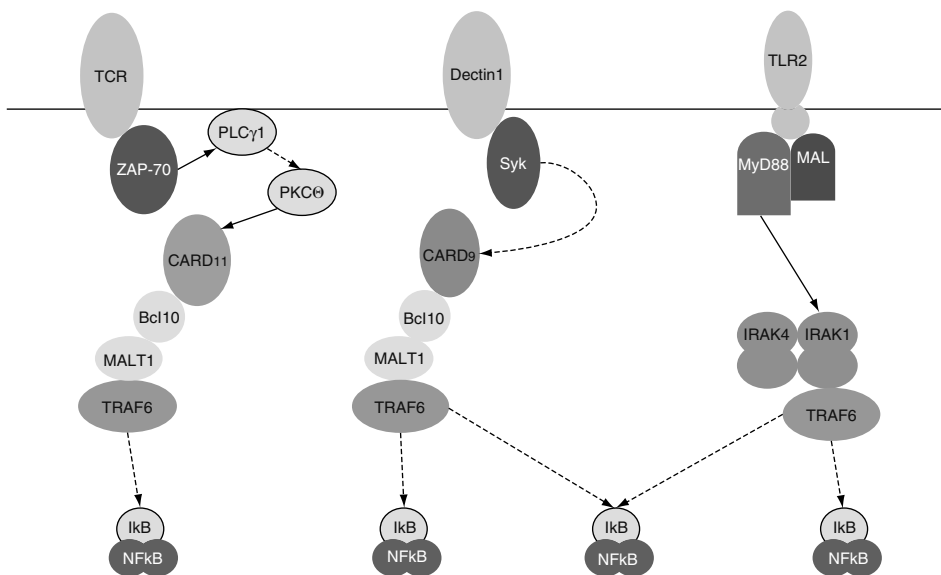 TCR
ZAP-70
PLCγ1
PKCΘ
CARD11
Bcl10
MALT1
TRAF6
IkB
NFkB
Dectin1
Syk
CARD9
Bcl10
MALT1
TRAF6
IkB
NFkB
IkB
NFkB
TLR2
MyD88
MAL
IRAK4
IRAK1
TRAF6
IkB
NFkB